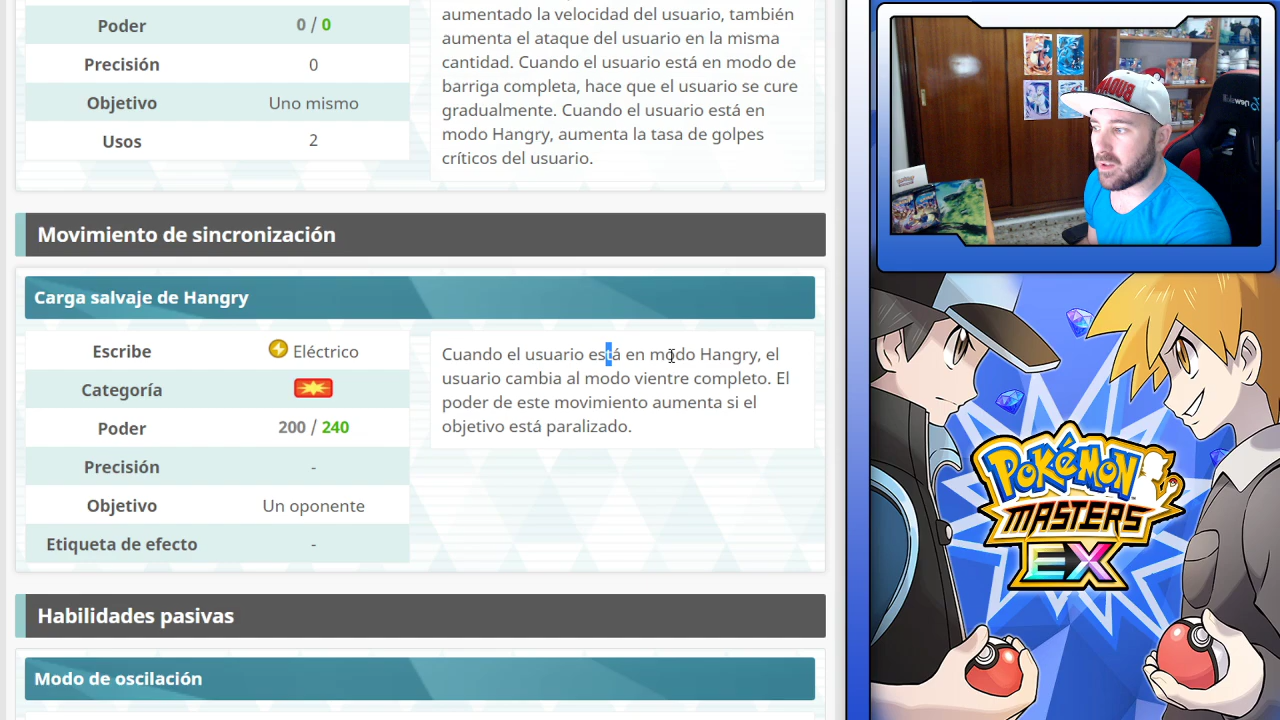 aumentado la velocidad del usuario, también
aumenta el ataque del usuario en la misma
cantidad. Cuando el usuario está en modo de
barriga completa, hace que el usuario se cure
gradualmente. Cuando el usuario está en
modo Hangry, aumenta la tasa de golpes
críticos del usuario.
Poder 0 / 0
Precisión 0
Objetivo Uno mismo
Usos 2
Movimiento de sincronización
Carga salvaje de Hangry
Escribe Eléctrico
Categoría
Poder 200 / 240
Precisión -
Objetivo Un oponente
Etiqueta de efecto -
Cuando el usuario está en modo Hangry, el
usuario cambia al modo vientre completo. El
poder de este movimiento aumenta si el
objetivo está paralizado.
Habilidades pasivas
Modo de oscilación
POKéMON
MASTERS
EX